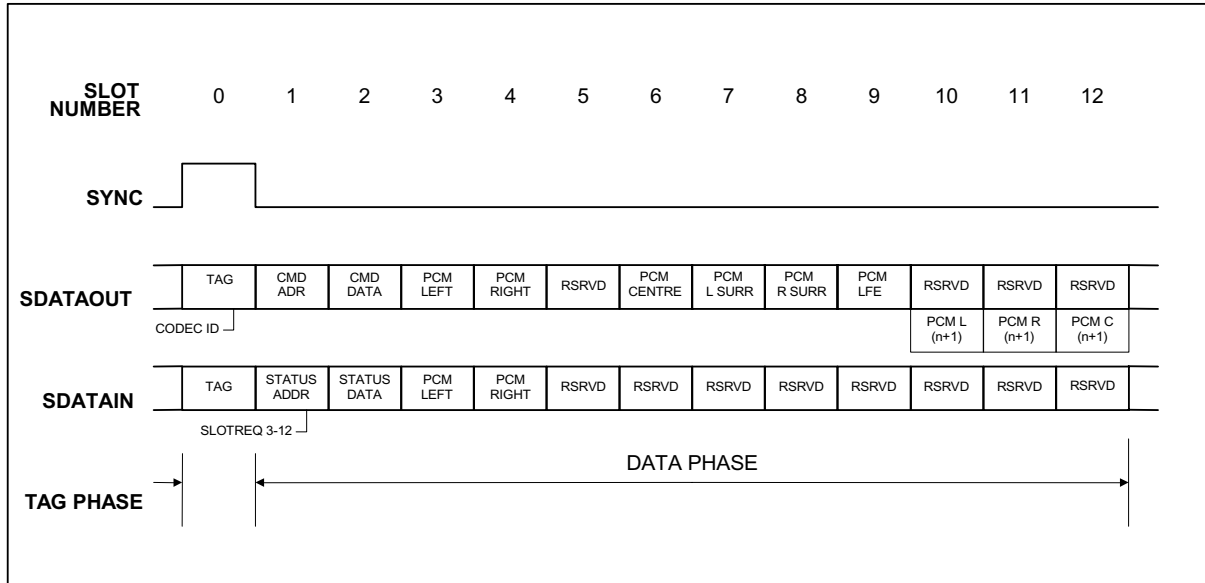 SLOT NUMBER 0 1 2 3 4 5 6 7 8 9 10 11 12
SYNC
SDATAOUT TAG CMD ADR CMD DATA PCM LEFT PCM RIGHT RSRVD PCM CENTRE PCM L SURR PCM R SURR PCM LFE RSRVD RSRVD RSRVD
CODEC ID PCM L (n+1) PCM R (n+1) PCM C (n+1)
SDATAIN TAG STATUS ADDR STATUS DATA PCM LEFT PCM RIGHT RSRVD RSRVD RSRVD RSRVD RSRVD RSRVD RSRVD RSRVD
SLOTREQ 3-12
DATA PHASE
TAG PHASE